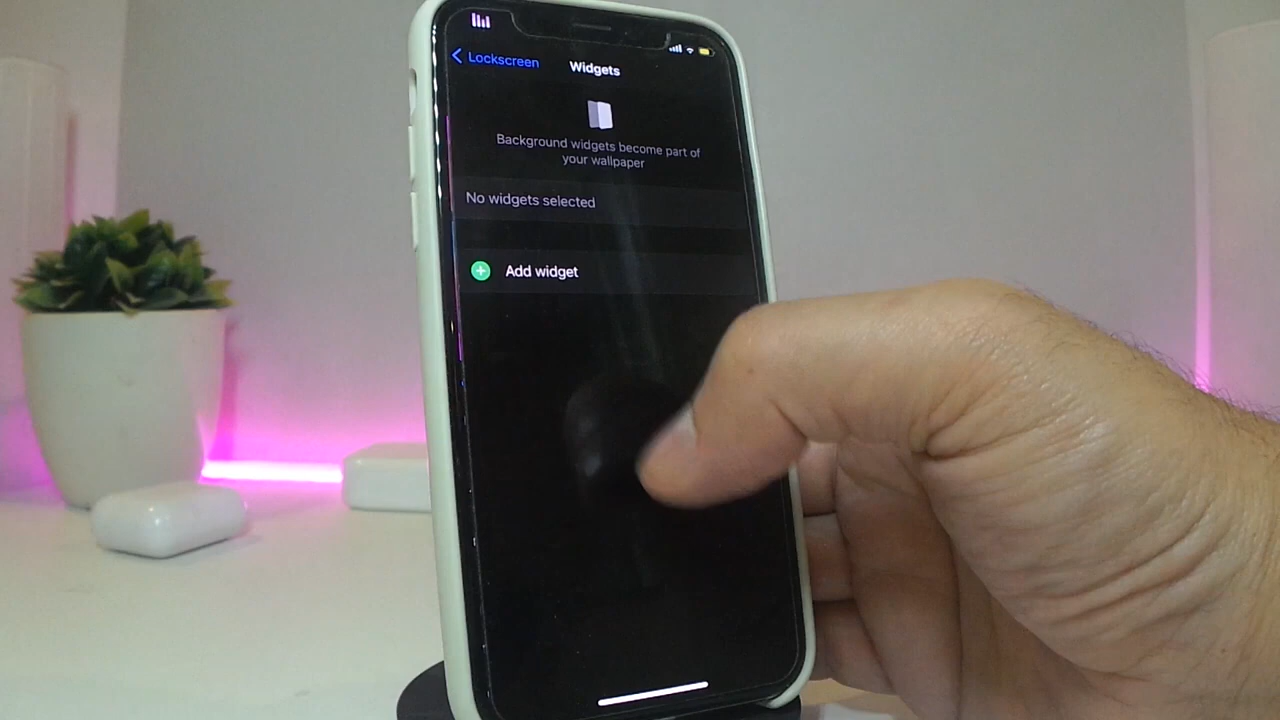 Lockscreen
Widgets
Background widgets become part of
your wallpaper
No widgets selected
Add widget